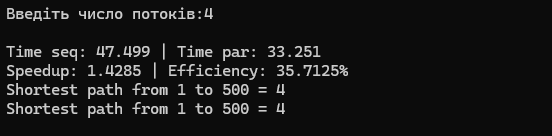 Введіть число потоків:4
Time seq: 47.499 | Time par: 33.251
Speedup: 1.4285 | Efficiency: 35.7125%
Shortest path from 1 to 500 = 4
Shortest path from 1 to 500 = 4